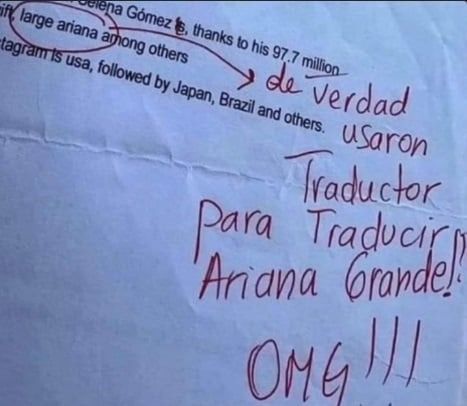 Selena Gómez is, thanks to his 97.7 million
large ariana among others
is usa, followed by Japan, Brazil and others.
de verdad
usaron
Traductor
para Traducir
Ariana Grande!!
OMG !!!